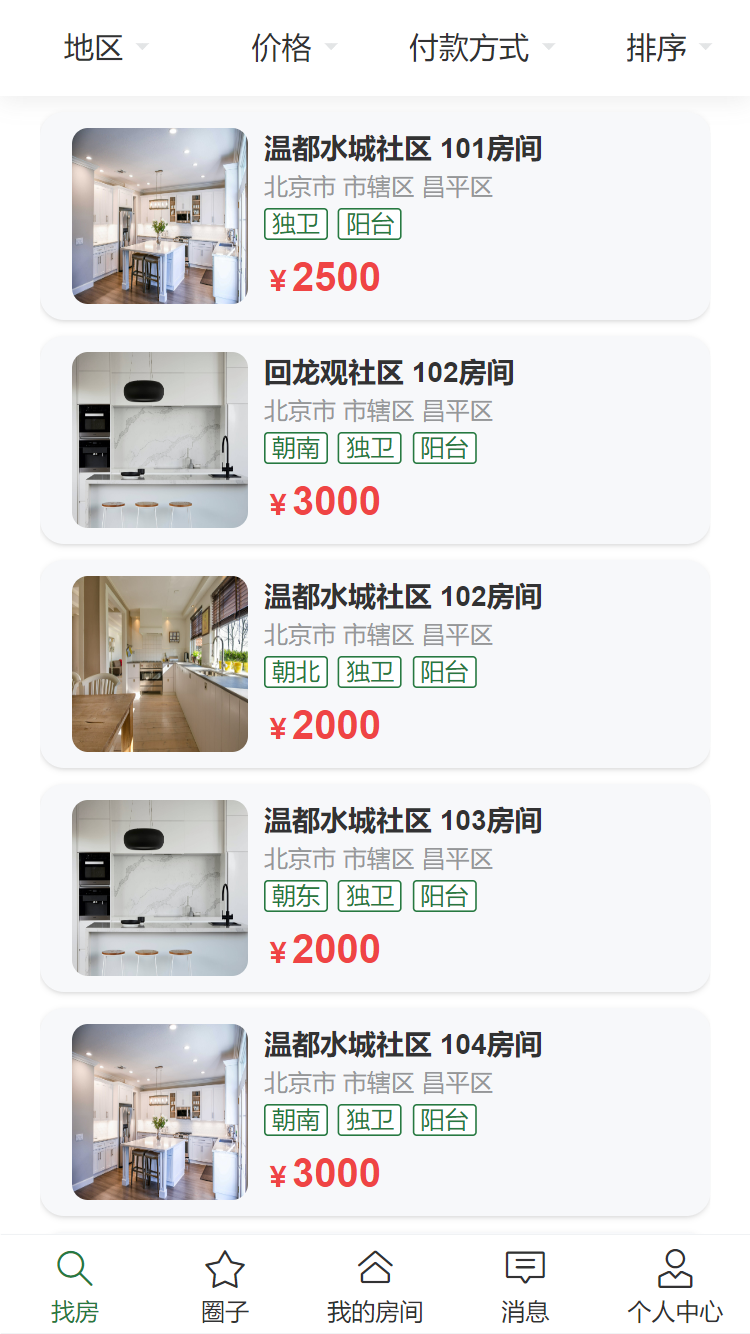 地区 价格 付款方式 排序
温都水城社区 101房间
北京市 市辖区 昌平区
独卫 阳台
¥2500
回龙观社区 102房间
北京市 市辖区 昌平区
朝南 独卫 阳台
¥3000
温都水城社区 102房间
北京市 市辖区 昌平区
朝北 独卫 阳台
¥2000
温都水城社区 103房间
北京市 市辖区 昌平区
朝东 独卫 阳台
¥2000
温都水城社区 104房间
北京市 市辖区 昌平区
朝南 独卫 阳台
¥3000
找房 圈子 我的房间 消息 个人中心